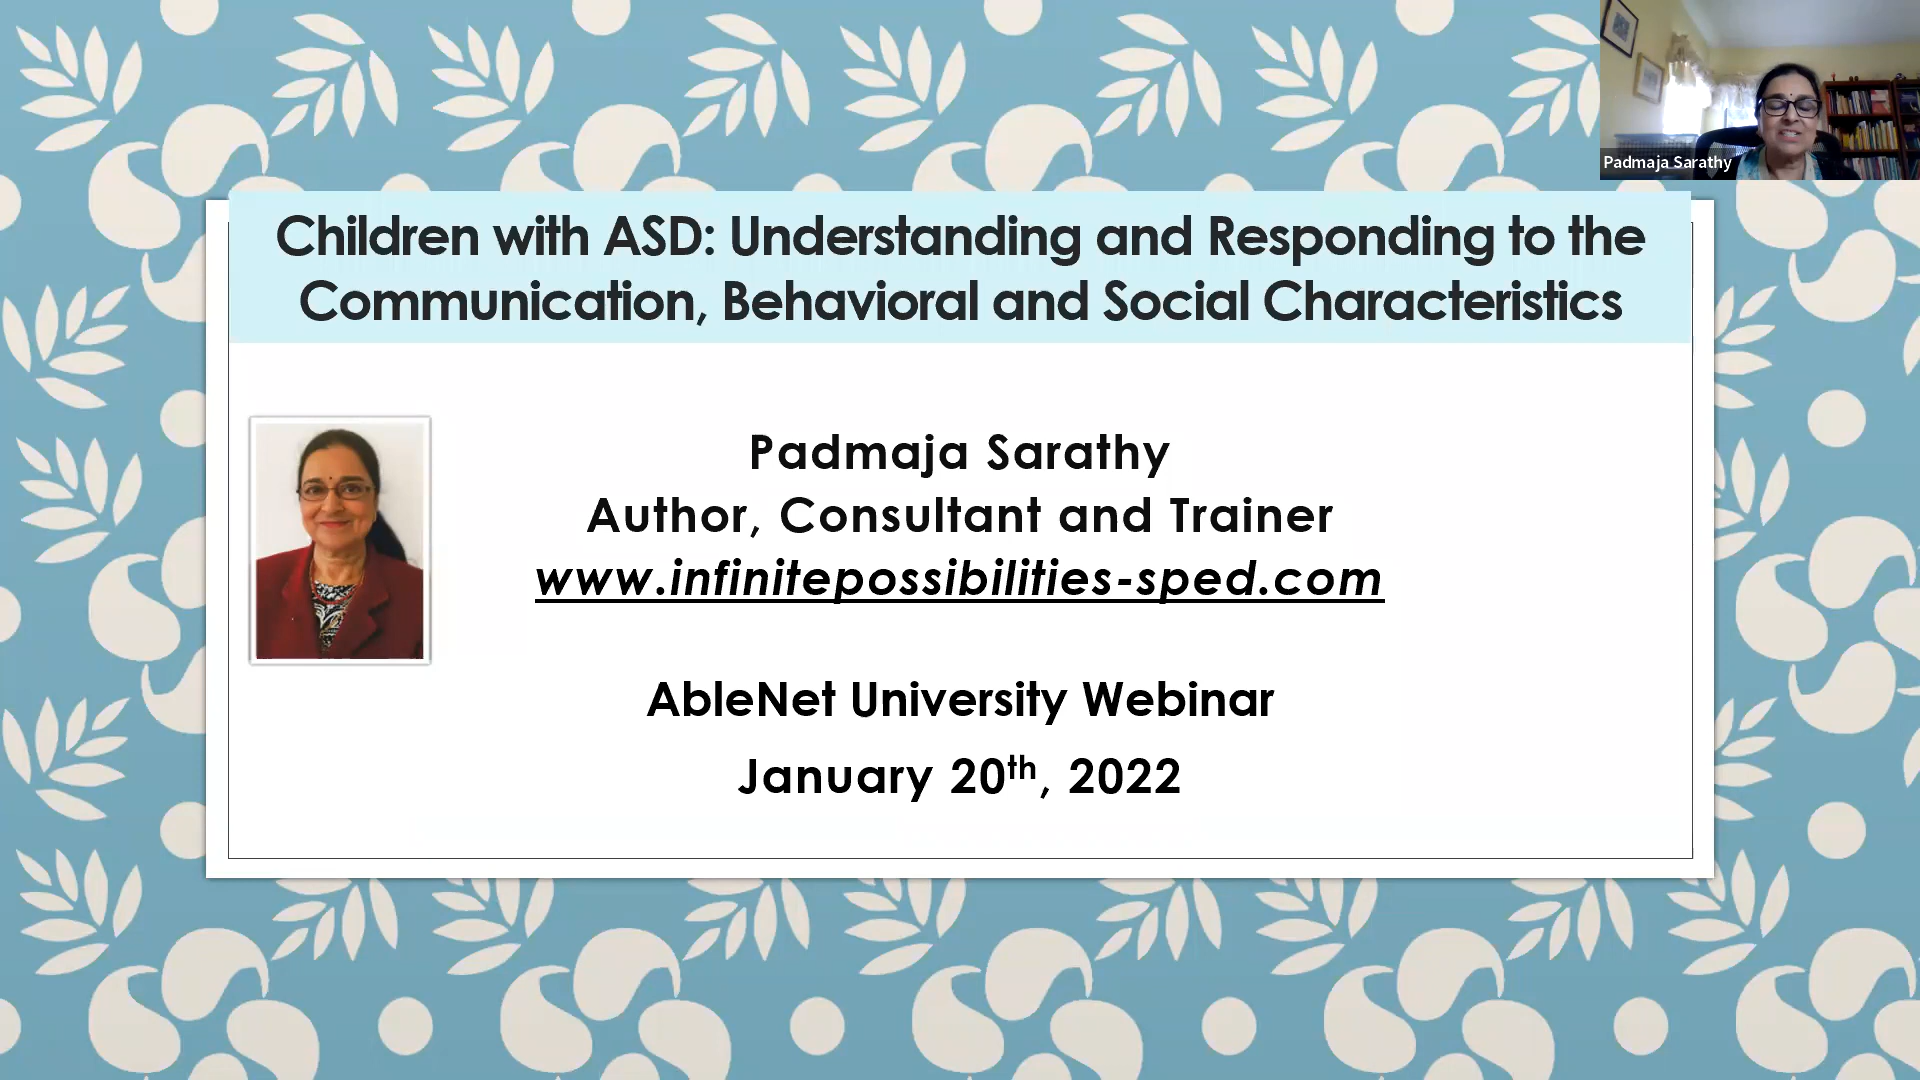 Padmaja Sarathy
Children with ASD: Understanding and Responding to the
Communication, Behavioral and Social Characteristics
Padmaja Sarathy
Author, Consultant and Trainer
www.infinitepossibilities-sped.com
AbleNet University Webinar
January 20th, 2022